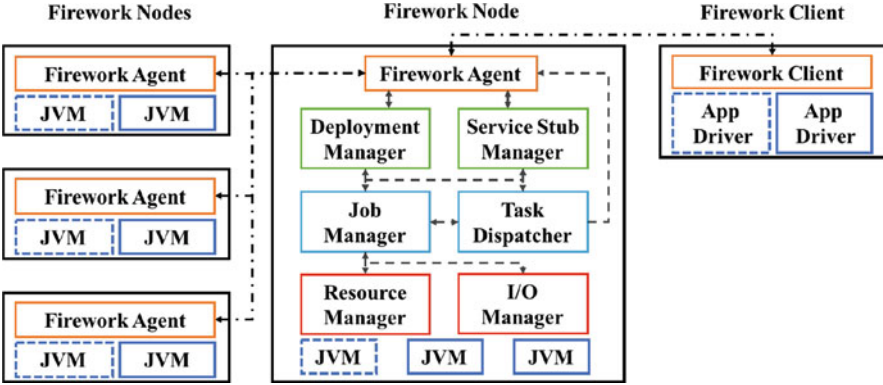 Firework Nodes
Firework Agent
JVM
JVM
Firework Agent
JVM
JVM
Firework Agent
JVM
JVM
Firework Node
Firework Agent
Deployment
Manager
Service Stub
Manager
Job
Manager
Task
Dispatcher
Resource
Manager
I/O
Manager
JVM
JVM
JVM
Firework Client
Firework Client
App
Driver
App
Driver